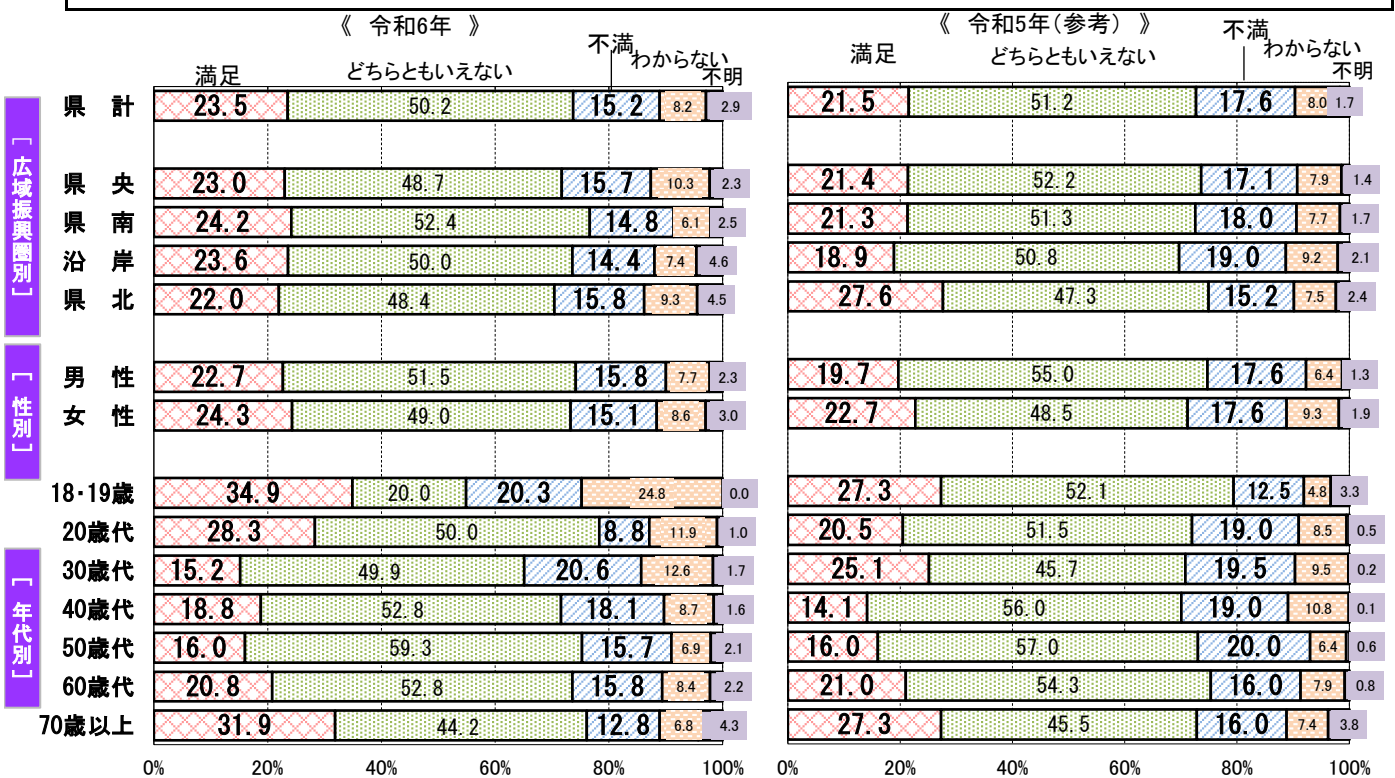 《 令和6年 》
《 令和5年(参考) 》
満足 どちらともいえない 不満 わからない 不明
満足 どちらともいえない 不満 わからない 不明
[広域振興圏別]
県計 23.5 50.2 15.2 8.2 2.9 21.5 51.2 17.6 8.0 1.7
県央 23.0 48.7 15.7 10.3 2.3 21.4 52.2 17.1 7.9 1.4
県南 24.2 52.4 14.8 6.1 2.5 21.3 51.3 18.0 7.7 1.7
沿岸 23.6 50.0 14.4 7.4 4.6 18.9 50.8 19.0 9.2 2.1
県北 22.0 48.4 15.8 9.3 4.5 27.6 47.3 15.2 7.5 2.4
[性別]
男性 22.7 51.5 15.8 7.7 2.3 19.7 55.0 17.6 6.4 1.3
女性 24.3 49.0 15.1 8.6 3.0 22.7 48.5 17.6 9.3 1.9
[年代別]
18・19歳 34.9 20.0 20.3 24.8 0.0 27.3 52.1 12.5 4.8 3.3
20歳代 28.3 50.0 8.8 11.9 1.0 20.5 51.5 19.0 8.5 0.5
30歳代 15.2 49.9 20.6 12.6 1.7 25.1 45.7 19.5 9.5 0.2
40歳代 18.8 52.8 18.1 8.7 1.6 14.1 56.0 19.0 10.8 0.1
50歳代 16.0 59.3 15.7 6.9 2.1 16.0 57.0 20.0 6.4 0.6
60歳代 20.8 52.8 15.8 8.4 2.2 21.0 54.3 16.0 7.9 0.8
70歳以上 31.9 44.2 12.8 6.8 4.3 27.3 45.5 16.0 7.4 3.8
0% 20% 40% 60% 80% 100% 0% 20% 40% 60% 80% 100%